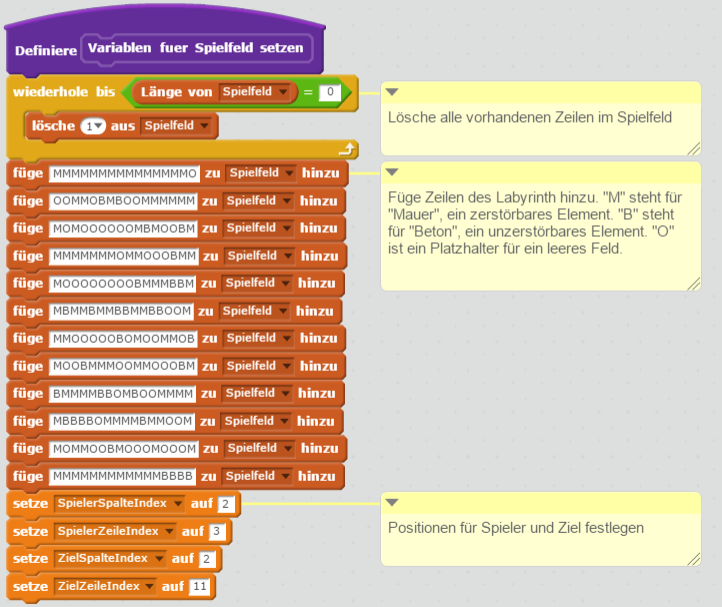 Definiere Variablen fuer Spielfeld setzen
wiederhole bis Länge von Spielfeld = 0
Lösche alle vorhandenen Zeilen im Spielfeld
lösche 1 aus Spielfeld
füge MMMMMMMMMMMMMMMO zu Spielfeld hinzu
Füge Zeilen des Labyrinth hinzu. "M" steht für
"Mauer", ein zerstörbares Element. "B" steht
für "Beton", ein unzerstörbares Element. "O"
ist ein Platzhalter für ein leeres Feld.
füge OOMMOBMBOOMMMMMM zu Spielfeld hinzu
füge MOMOOOOOOMBMOOBM zu Spielfeld hinzu
füge MMMMMMMOMMOOOBMM zu Spielfeld hinzu
füge MOOOOOOOOBMMMBBM zu Spielfeld hinzu
füge MBMMBMMBBMMBBOOM zu Spielfeld hinzu
füge MMOOOOOBOMOOMMOB zu Spielfeld hinzu
füge MOOBMMMOOMMOOOBM zu Spielfeld hinzu
füge BMMMMBBOMBOOMMMM zu Spielfeld hinzu
füge MBBBBOMMMMBMMOOM zu Spielfeld hinzu
füge MOMMOOBMOOOMOOOM zu Spielfeld hinzu
füge MMMMMMMMMMMMBBBB zu Spielfeld hinzu
setze SpielerSpalteIndex auf 2
Positionen für Spieler und Ziel festlegen
setze SpielerZeileIndex auf 3
setze ZielSpalteIndex auf 2
setze ZielZeileIndex auf 11